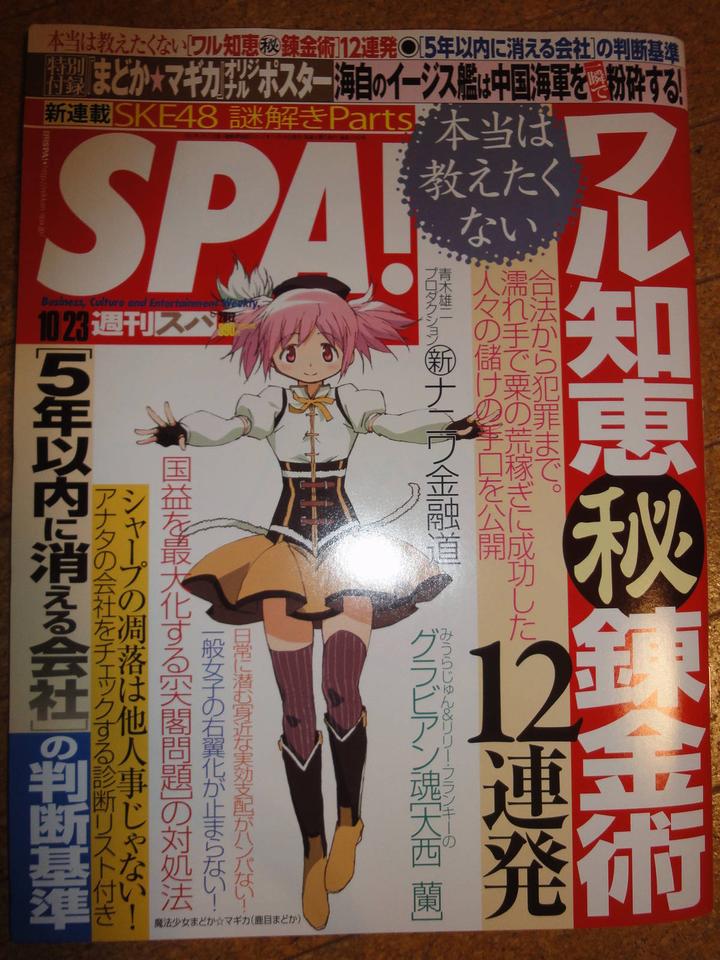 本当は教えたくない[ワル知恵㊙錬金術]12連発●[5年以内に消える会社]の判断基準
特別付録『まどか★マギカ』オリジナルポスター
海自のイージス艦は中国海軍を一瞬で粉砕する!
新連載 SKE48 謎解きParts
SPA!
Business, Culture and Entertainment Weekly
10 23 週刊スパ
本当は
教えたく
ない
ワル知恵㊙錬金術
12連発
合法から犯罪まで。
濡れ手で粟の荒稼ぎに成功した
人々の儲けの手口を公開
青木雄二
プロダクション
㊟新ナニワ金融道
みうらじゅん&リリー・フランキーの
グラビアン魂[大西 蘭]
日常に潜む身近な実効支配がハンパない!
一般女子の右翼化が止まらない!
国益を最大化する[尖閣問題]の対処法
シャープの凋落は他人事じゃない!
アナタの会社をチェックする診断リスト付き
[5年以内に消える会社]の判断基準
魔法少女まどか☆マギカ(鹿目まどか)